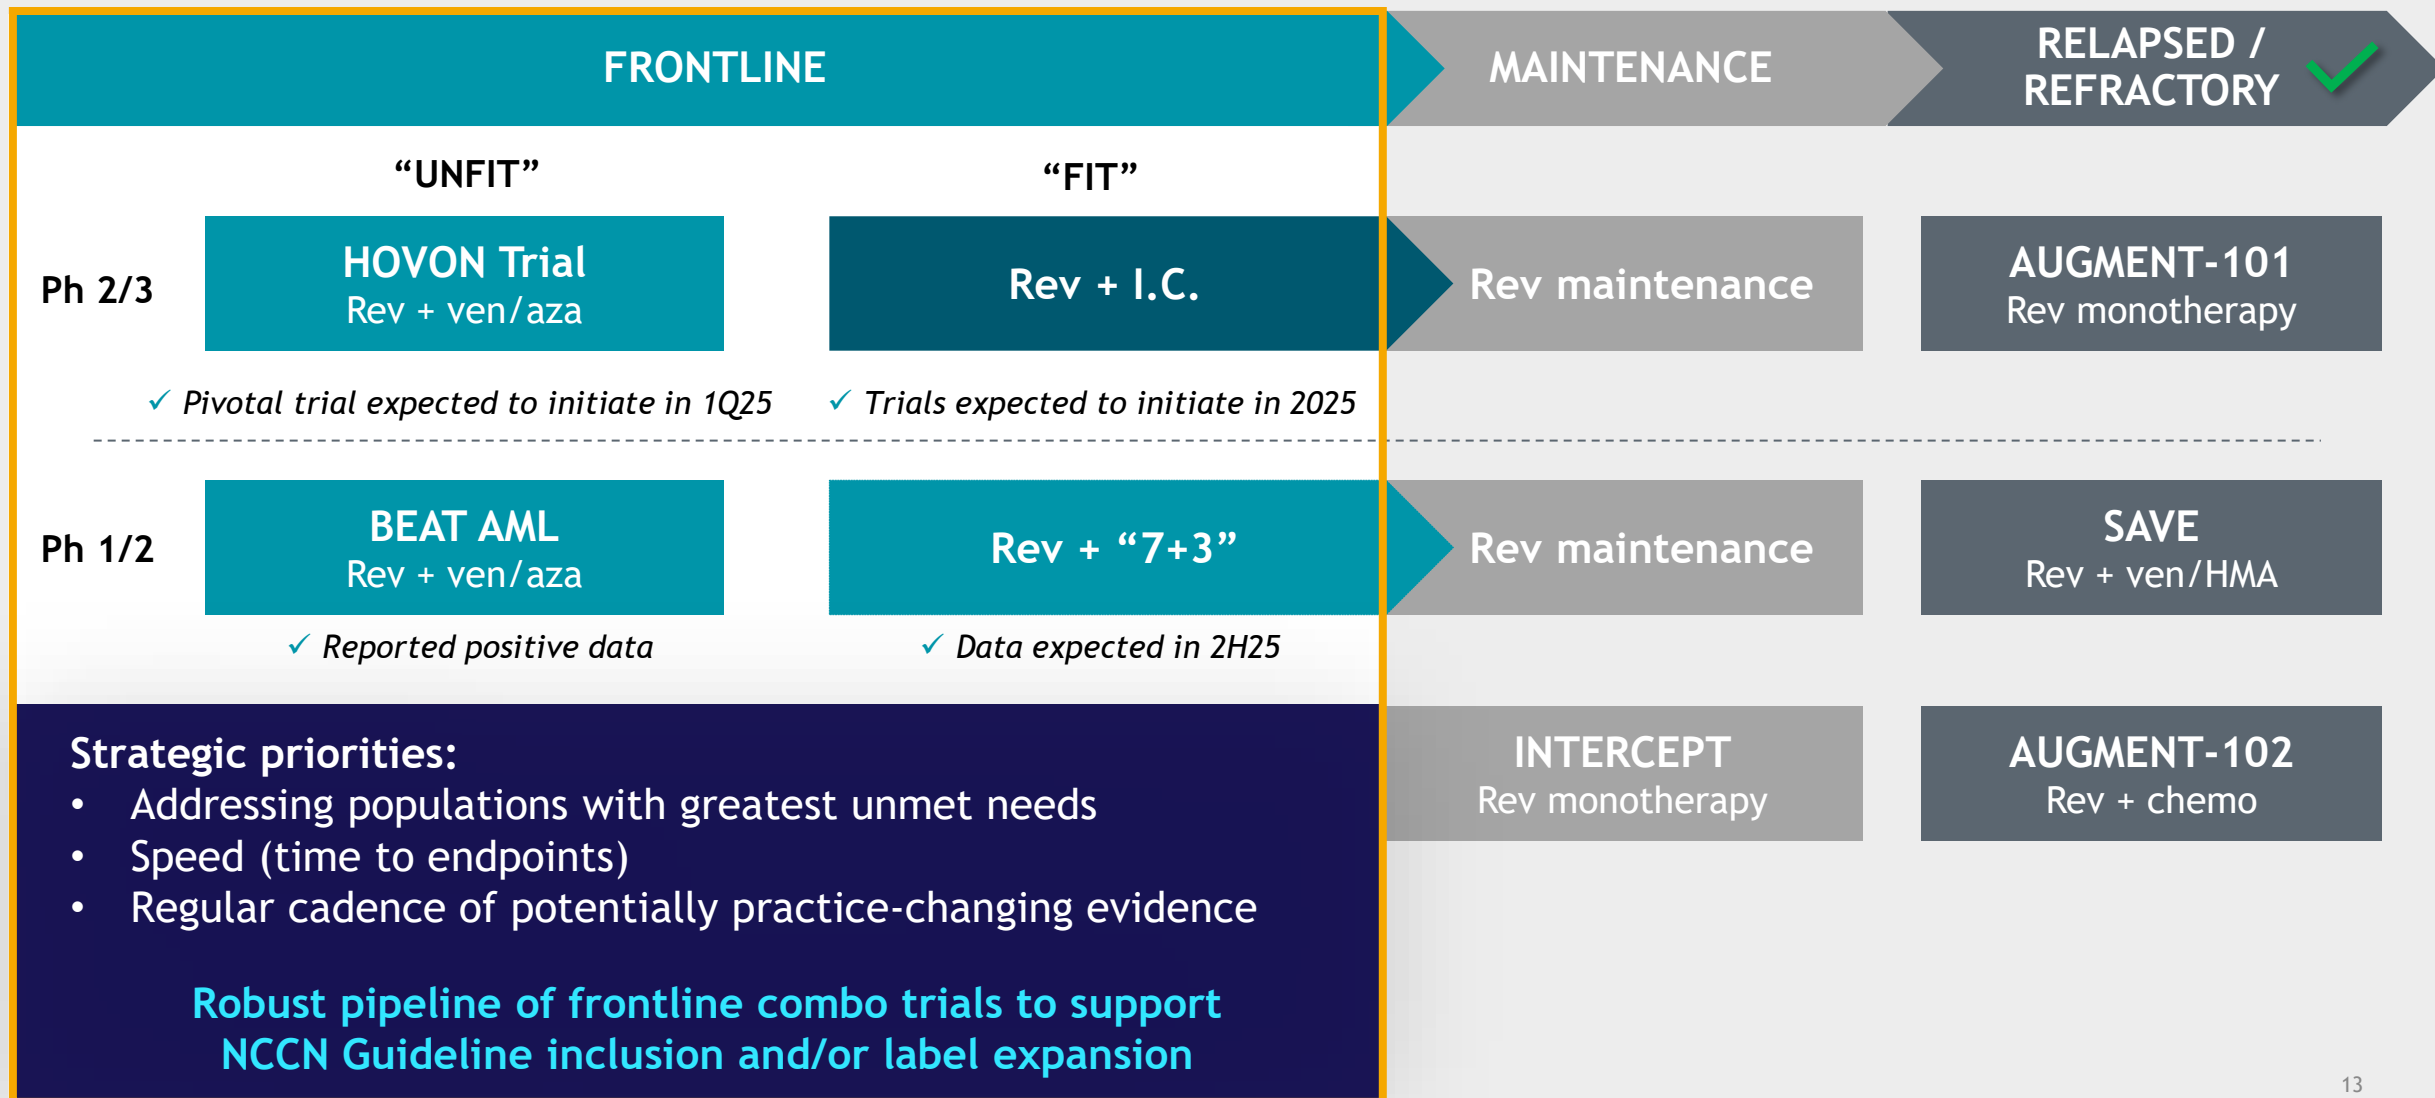 FRONTLINE
MAINTENANCE
RELAPSED /
REFRACTORY
“UNFIT”
“FIT”
Ph 2/3
HOVON Trial
Rev + ven/aza
Rev + I.C.
Rev maintenance
AUGMENT-101
Rev monotherapy
✓ Pivotal trial expected to initiate in 1Q25
✓ Trials expected to initiate in 2025
Ph 1/2
BEAT AML
Rev + ven/aza
Rev + “7+3”
Rev maintenance
SAVE
Rev + ven/HMA
✓ Reported positive data
✓ Data expected in 2H25
INTERCEPT
Rev monotherapy
AUGMENT-102
Rev + chemo
Strategic priorities:
• Addressing populations with greatest unmet needs
• Speed (time to endpoints)
• Regular cadence of potentially practice-changing evidence
Robust pipeline of frontline combo trials to support
NCCN Guideline inclusion and/or label expansion
13